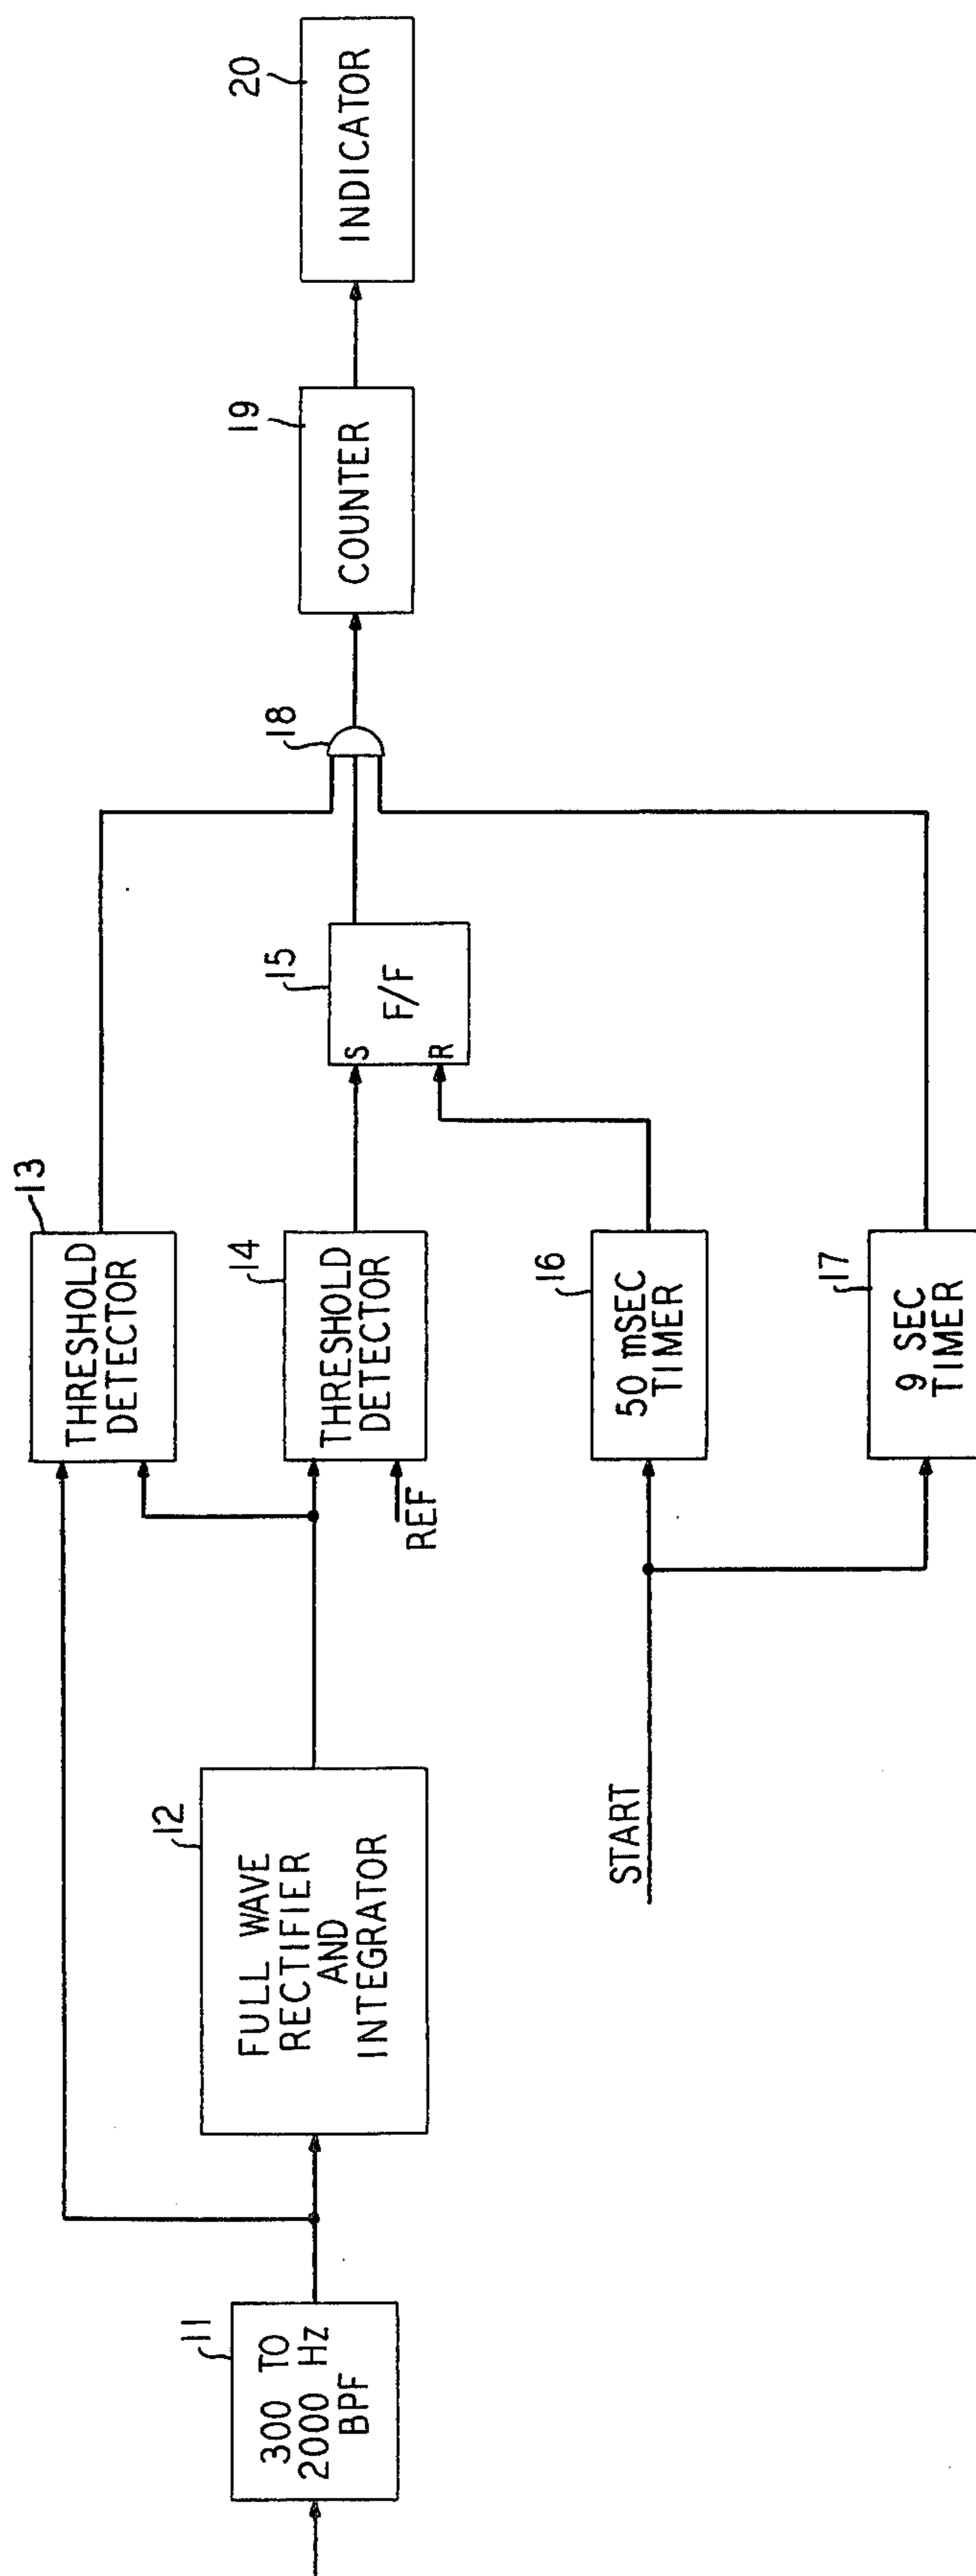 11
300 TO
2000 Hz
BPF
12
FULL WAVE
RECTIFIER
AND
INTEGRATOR
13
THRESHOLD
DETECTOR
14
THRESHOLD
DETECTOR
REF
START
16
50 mSEC
TIMER
17
9 SEC
TIMER
15
S
F/F
R
18
19
COUNTER
20
INDICATOR